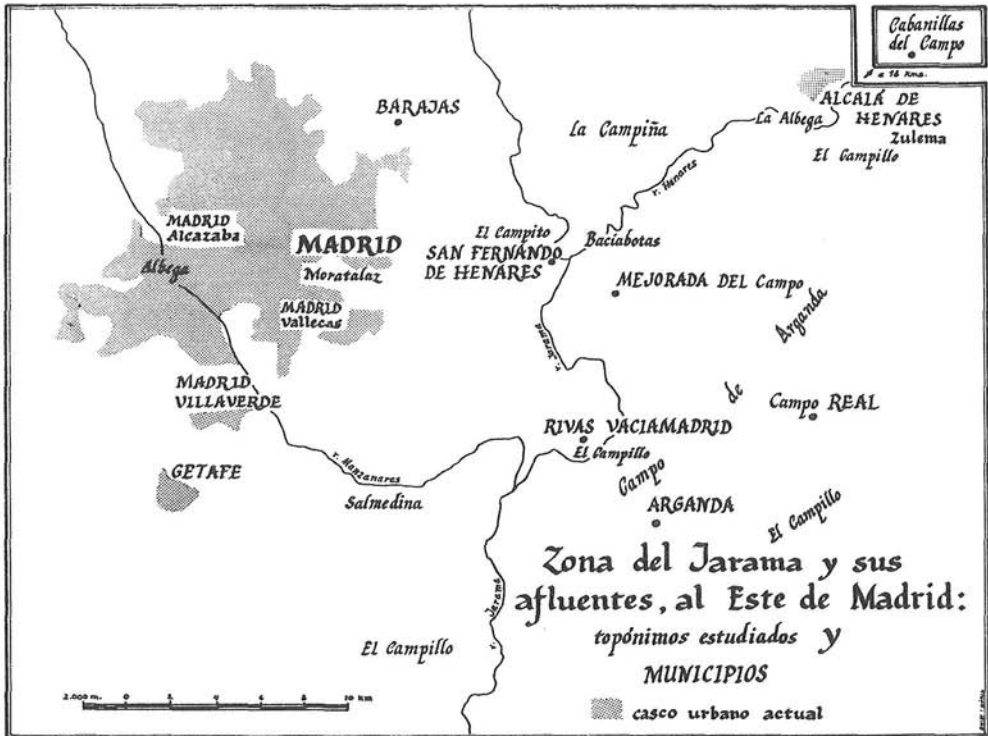 Cabanillas
del Campo
a 16 Kms.
BARAJAS
La Campiña
La Albega
ALCALÁ DE
HENARES
Zulema
El Campillo
r. Henares
MADRID
Alcazaba
MADRID
Moratalaz
Albega
El Campito
SAN FERNANDO
DE HENARES
Baciabotas
MEJORADA DEL Campo
MADRID
Vallecas
r. Jarama
Arganda
de
Campo
MADRID
VILLAVERDE
Campo REAL
RIVAS VACIAMADRID
El Campillo
GETAFE
r. Manzanares
Salmedina
ARGANDA
El Campillo
Zona del Jarama y sus
afluentes, al Este de Madrid:
topónimos estudiados y
MUNICIPIOS
r. Jarama
El Campillo
2.000 m. 0 2 4 6 8 10 km
casco urbano actual